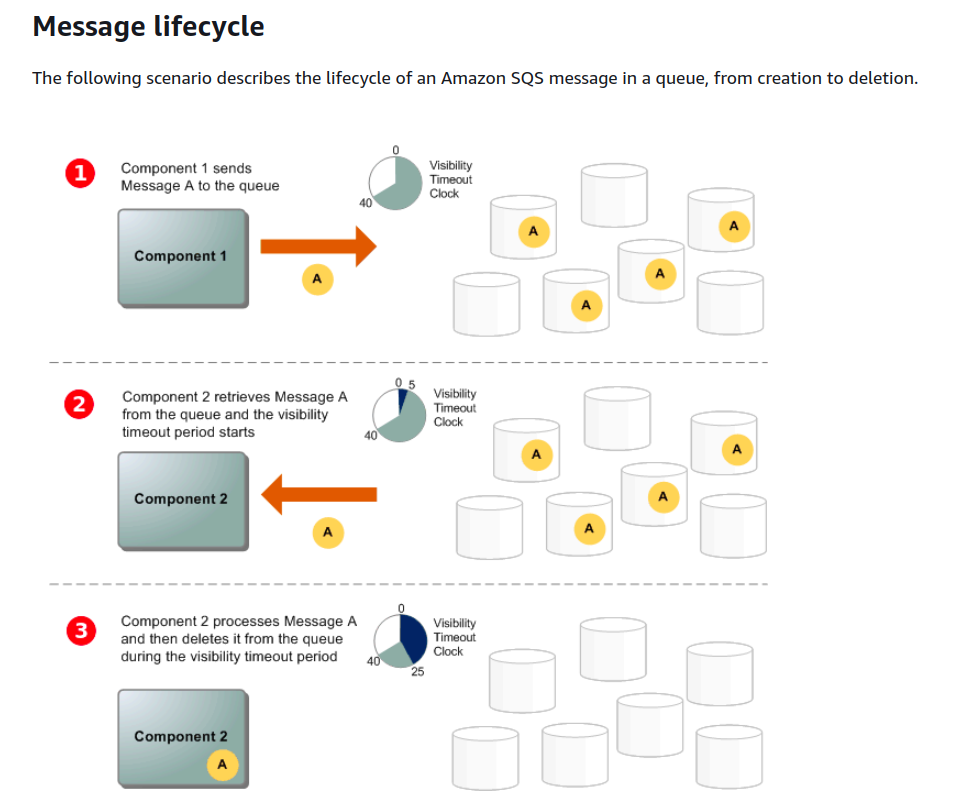 Message lifecycle
The following scenario describes the lifecycle of an Amazon SQS message in a queue, from creation to deletion.
1
Component 1 sends
Message A to the queue
0
40
Visibility
Timeout
Clock
Component 1
A
A
A
A
A
2
Component 2 retrieves Message A
from the queue and the visibility
timeout period starts
0 5
40
Visibility
Timeout
Clock
Component 2
A
A
A
A
A
3
Component 2 processes Message A
and then deletes it from the queue
during the visibility timeout period
0
40
25
Visibility
Timeout
Clock
Component 2
A